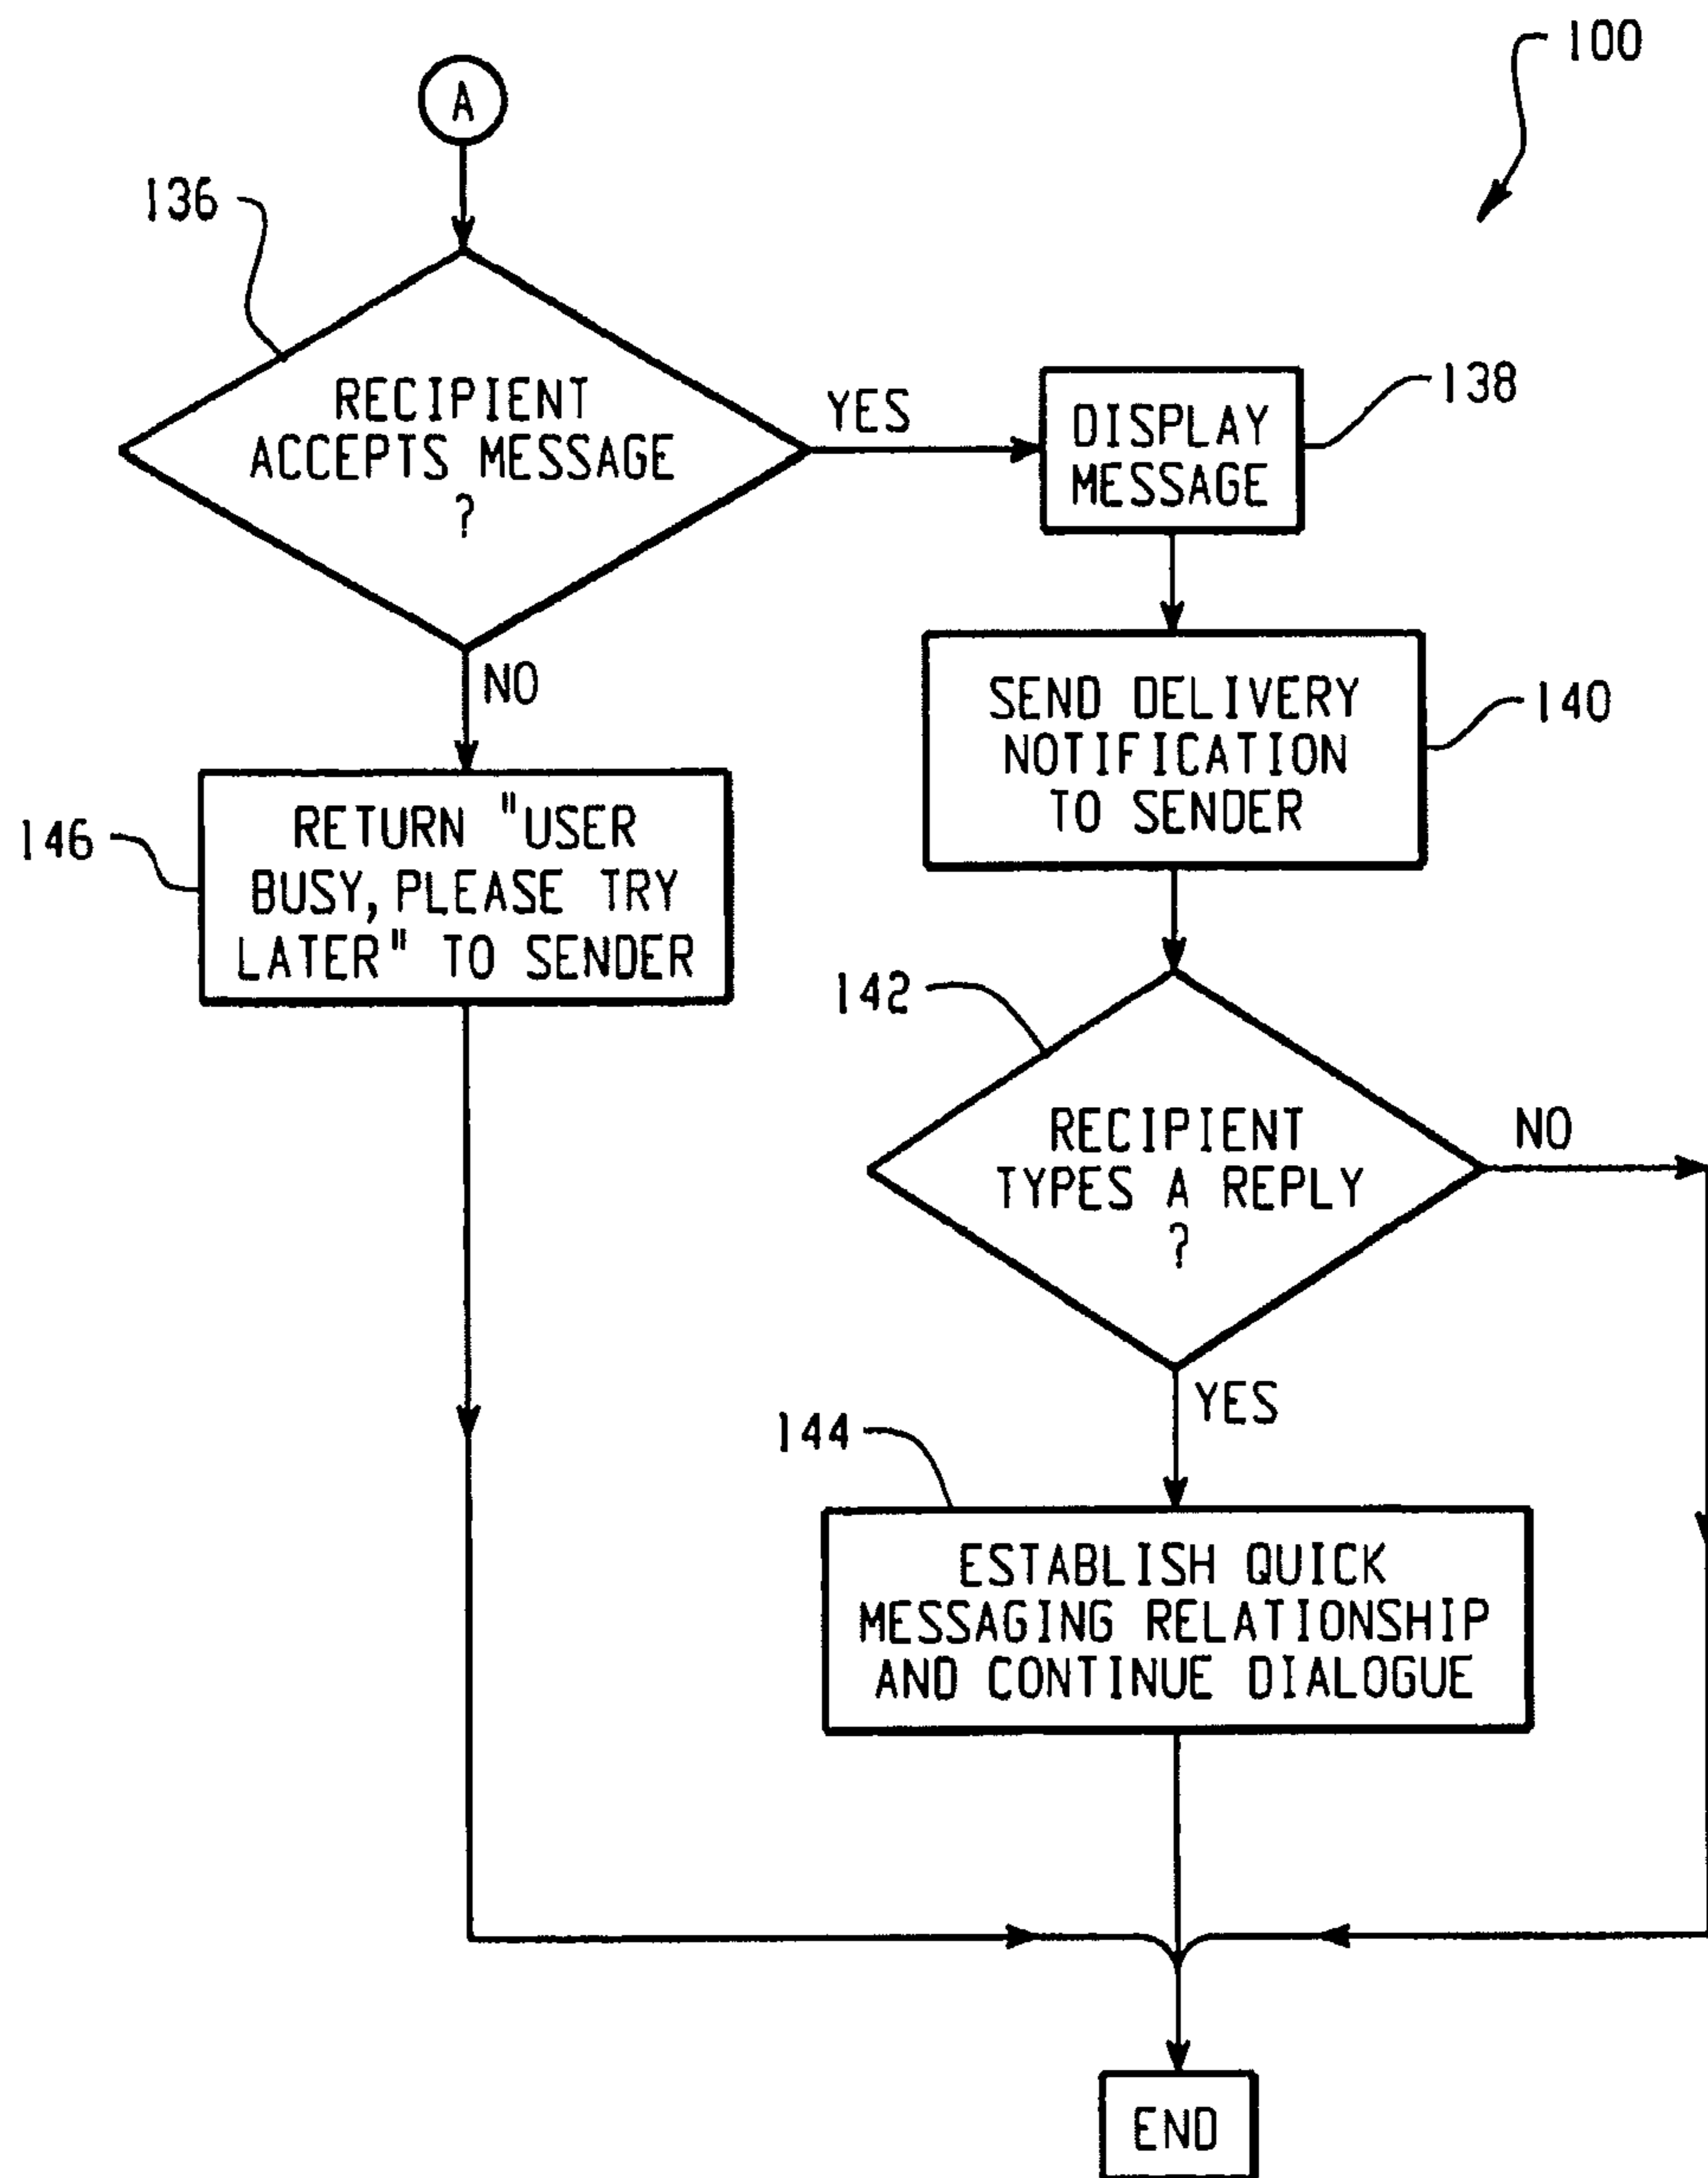 100
A
136
RECIPIENT
ACCEPTS MESSAGE
?
YES
DISPLAY
MESSAGE
138
NO
SEND DELIVERY
NOTIFICATION
TO SENDER
140
146
RETURN "USER
BUSY, PLEASE TRY
LATER" TO SENDER
142
RECIPIENT
TYPES A REPLY
?
NO
YES
144
ESTABLISH QUICK
MESSAGING RELATIONSHIP
AND CONTINUE DIALOGUE
END